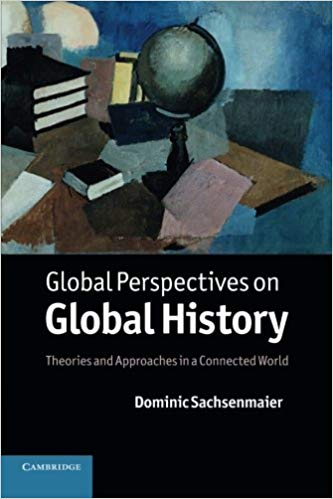 Global Perspectives on
Global History
Theories and Approaches in a Connected World
Dominic Sachsenmaier
CAMBRIDGE